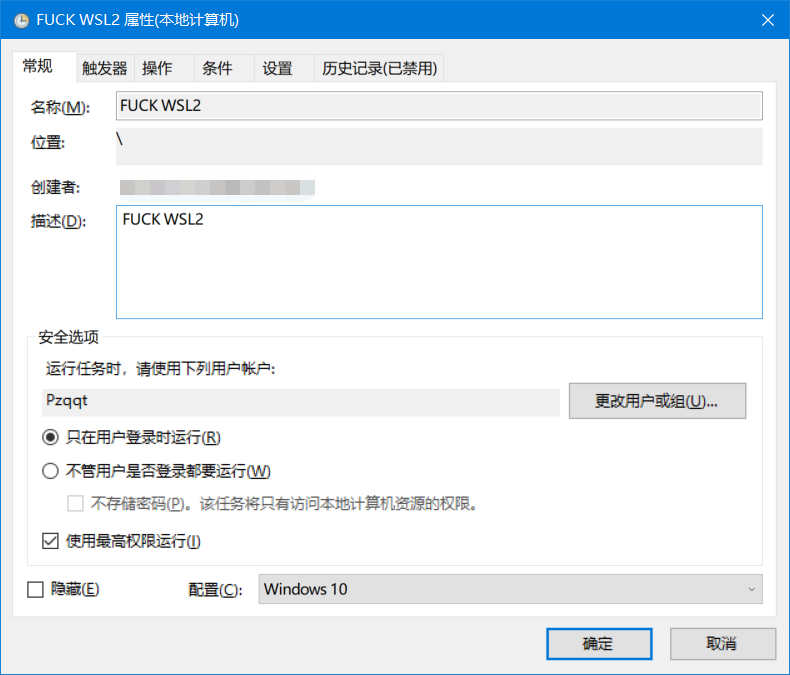 FUCK WSL2 属性(本地计算机)
常规 触发器 操作 条件 设置 历史记录(已禁用)
名称(M): FUCK WSL2
位置: \
创建者:
描述(D): FUCK WSL2
安全选项
运行任务时，请使用下列用户帐户:
Pzqqt 更改用户或组(U)...
只在用户登录时运行(R)
不管用户是否登录都要运行(W)
不存储密码(P)。该任务将只有访问本地计算机资源的权限。
使用最高权限运行(I)
隐藏(E) 配置(C): Windows 10
确定 取消